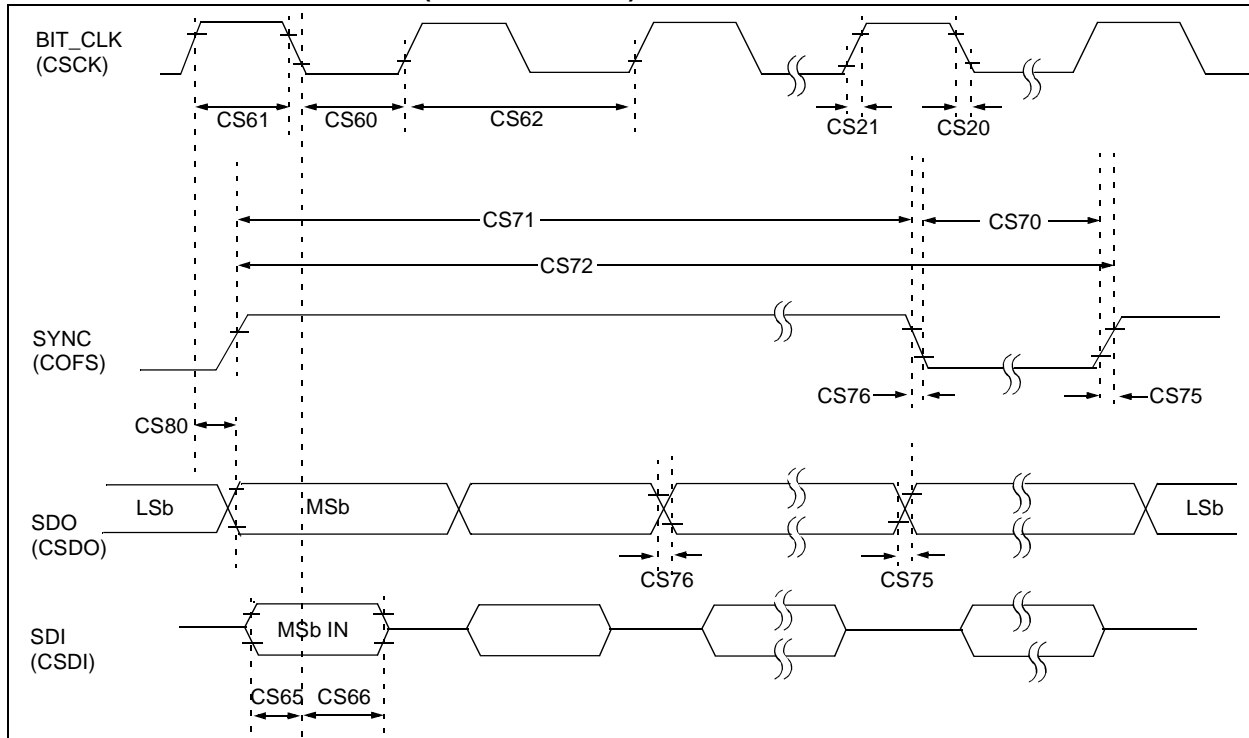 BIT_CLK
(CSCK)
CS61
CS60
CS62
CS21
CS20
CS71
CS70
CS72
SYNC
(COFS)
CS76
CS75
CS80
LSb
MSb
LSb
SDO
(CSDO)
CS76
CS75
SDI
(CSDI)
MSb IN
CS65
CS66